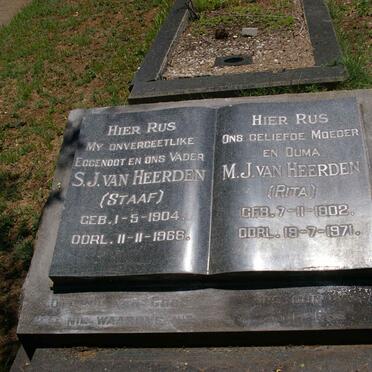 Hier Rus
My onvergeetlike
Eggenoot en ons Vader
S.J. van Heerden
(Staaf)
geb. 1-5-1904.
oorl. 11-11-1966.
Hier Rus
Ons geliefde Moeder
en Ouma
M.J. van Heerden
(Rita)
geb. 7-11-1902.
oorl. 18-7-1971.